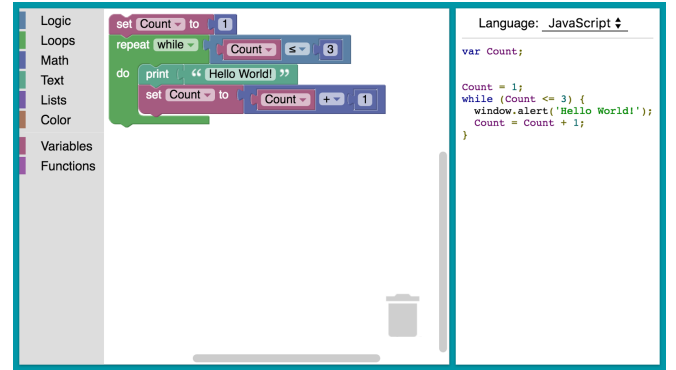 Logic
Loops
Math
Text
Lists
Color
Variables
Functions
set Count to 1
repeat while Count ≤ 3
do print “ Hello World! ”
set Count to Count + 1
Language: JavaScript
var Count;
Count = 1;
while (Count <= 3) {
window.alert('Hello World!');
Count = Count + 1;
}